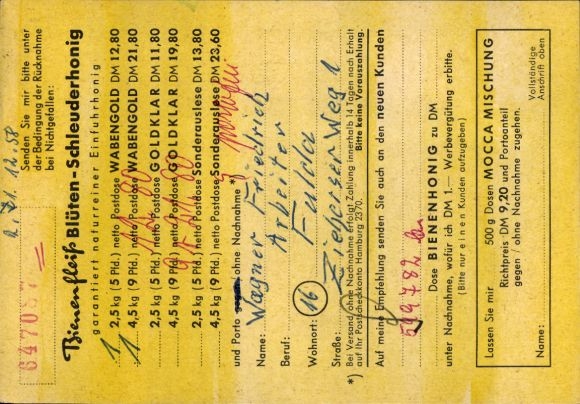 647087
a. 71. 12. 58
Senden Sie mir bitte unter
der Bedingung der Rücknahme
bei Nichtgefallen:
Bienenfleiß Blüten-Schleuderhonig
garantiert naturreiner Einfuhrhonig
1 2,5 kg (5 Pfd.) netto Postdose WABENGOLD DM 12,80
1 4,5 kg (9 Pfd.) netto Postdose WABENGOLD DM 21,80
2,5 kg (5 Pfd.) netto Postdose GOLDKLAR DM 11,80
4,5 kg (9 Pfd.) netto Postdose GOLDKLAR DM 19,80
2,5 kg (5 Pfd.) netto Postdose Sonderauslese DM 13,80
4,5 kg (9 Pfd.) netto Postdose Sonderauslese DM 23,60
und Porto ohne Nachnahme *)
Name: Wagner Friedrich
Beruf: Arbeiter
Wohnort: (16) Fulda
Straße: Zieherser Weg 1
*) Bei Versand ohne Nachnahme erfolgt Zahlung innerhalb 14 Tagen nach Erhalt
auf Ihr Postscheckkonto Hamburg 2370. Bitte keine Vorauszahlung.
Auf meine Empfehlung senden Sie auch an den neuen Kunden
519782
Dose BIENENHONIG zu DM
unter Nachnahme, wofür ich DM 1.— Werbevergütung erbitte.
(Bitte nur einen Kunden aufzugeben)
Lassen Sie mir 500 g Dosen MOCCA MISCHUNG
Richtpreis DM 9,20 und Portoanteil
gegen / ohne Nachnahme zugehen.
Name:
Vollständige
Anschrift oben